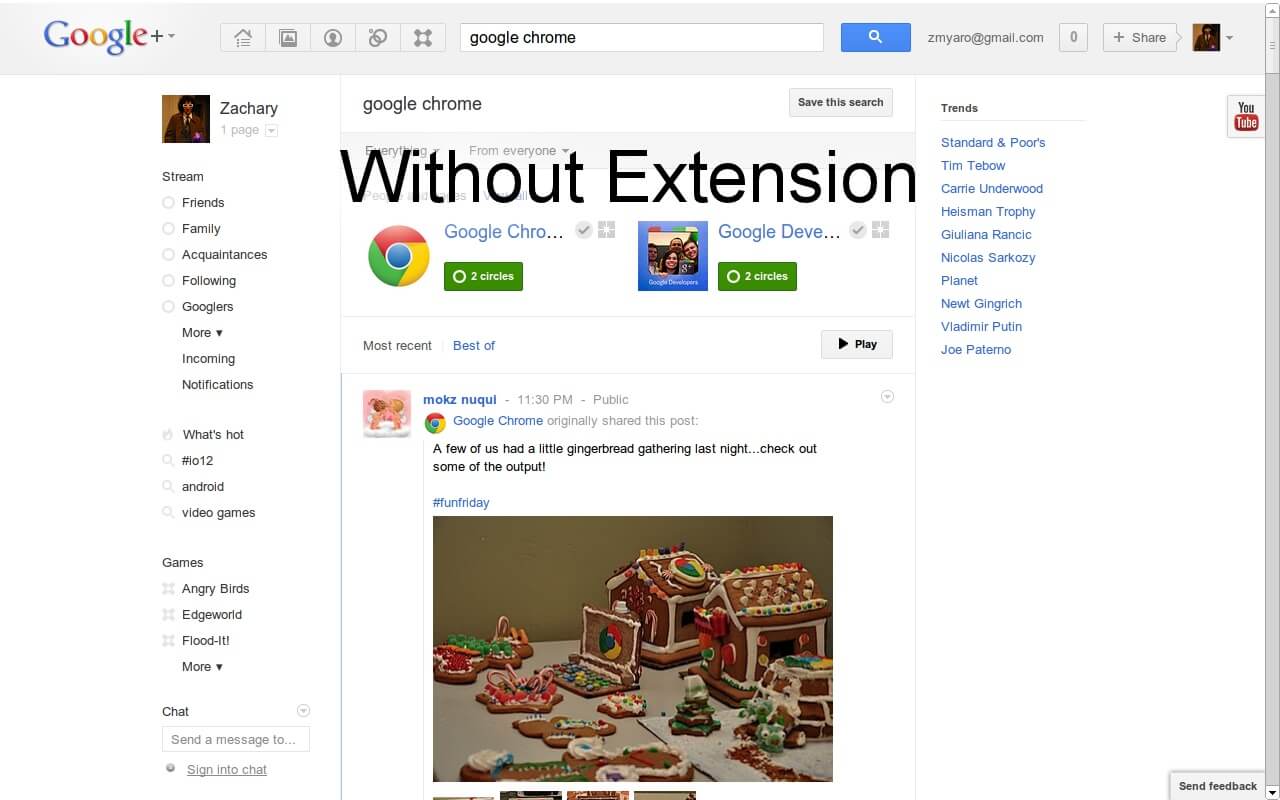 Google+
google chrome
zmyaro@gmail.com
0
+ Share
Zachary
1 page
Stream
Friends
Family
Acquaintances
Following
Googlers
More ▾
Incoming
Notifications
What's hot
#io12
android
video games
Games
Angry Birds
Edgeworld
Flood-It!
More ▾
Chat
Send a message to...
Sign into chat
google chrome
Save this search
Everything
From everyone
Without Extension
Google Chro...
2 circles
Google Deve...
2 circles
Google Developers
Most recent
Best of
Play
mokz nuqui - 11:30 PM - Public
Google Chrome originally shared this post:
A few of us had a little gingerbread gathering last night...check out
some of the output!
#funfriday
Trends
Standard & Poor's
Tim Tebow
Carrie Underwood
Heisman Trophy
Giuliana Rancic
Nicolas Sarkozy
Planet
Newt Gingrich
Vladimir Putin
Joe Paterno
You
Tube
Send feedback